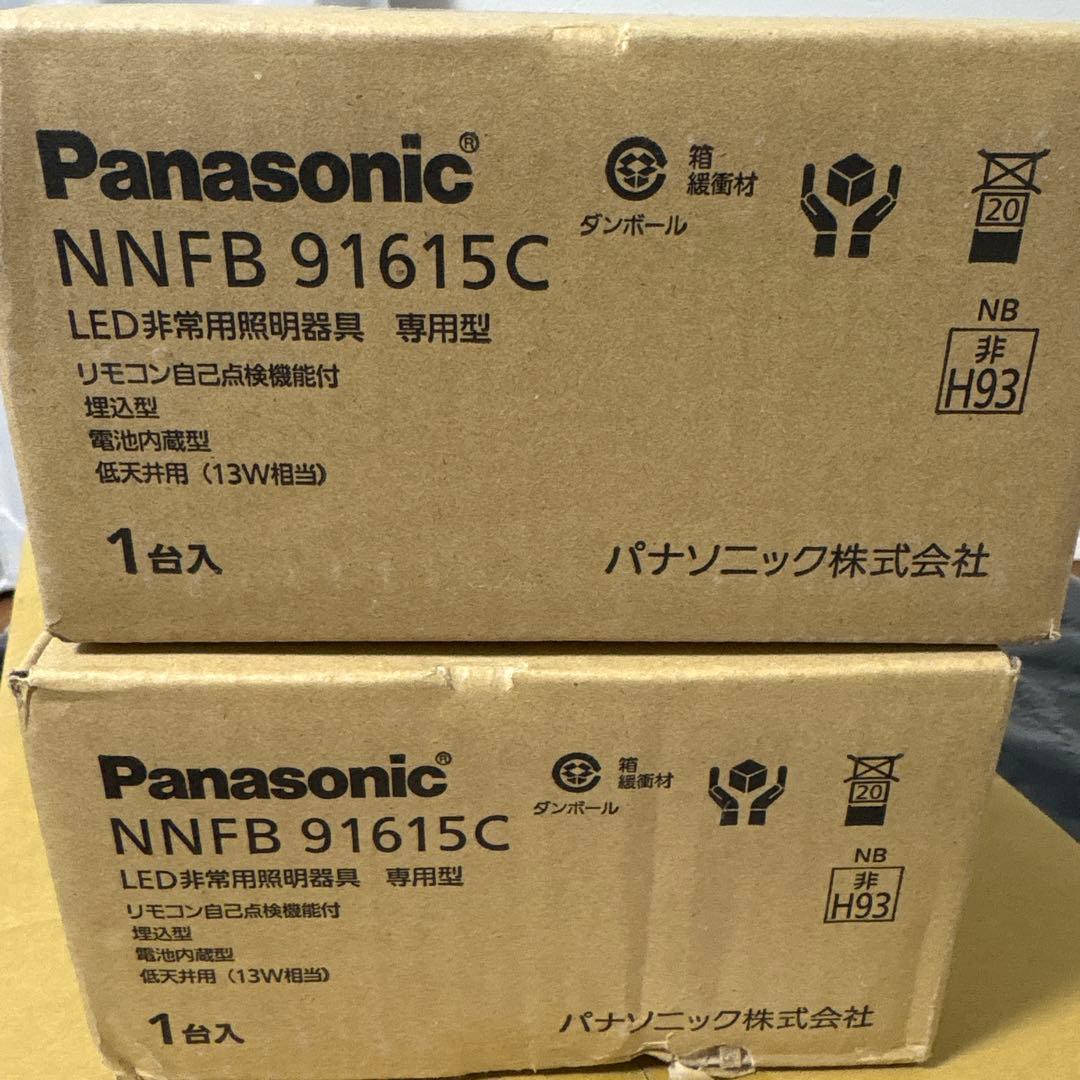 Panasonic®
NNFB 91615C
LED非常用照明器具 専用型
リモコン自己点検機能付
埋込型
電池内蔵型
低天井用（13W相当）
1台入
ダンボール
箱
緩衝材
20
NB
非
H93
パナソニック株式会社
Panasonic®
NNFB 91615C
LED非常用照明器具 専用型
リモコン自己点検機能付
埋込型
電池内蔵型
低天井用（13W相当）
1台入
ダンボール
箱
緩衝材
20
NB
非
H93
パナソニック株式会社